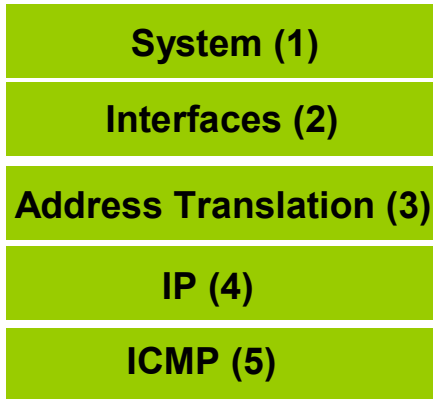 System (1)
Interfaces (2)
Address Translation (3)
IP (4)
ICMP (5)